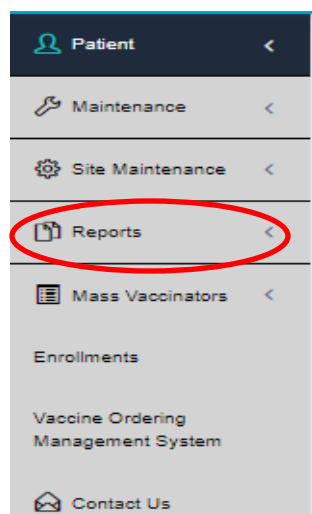 Patient
Maintenance
Site Maintenance
Reports
Mass Vaccinators
Enrollments
Vaccine Ordering
Management System
Contact Us